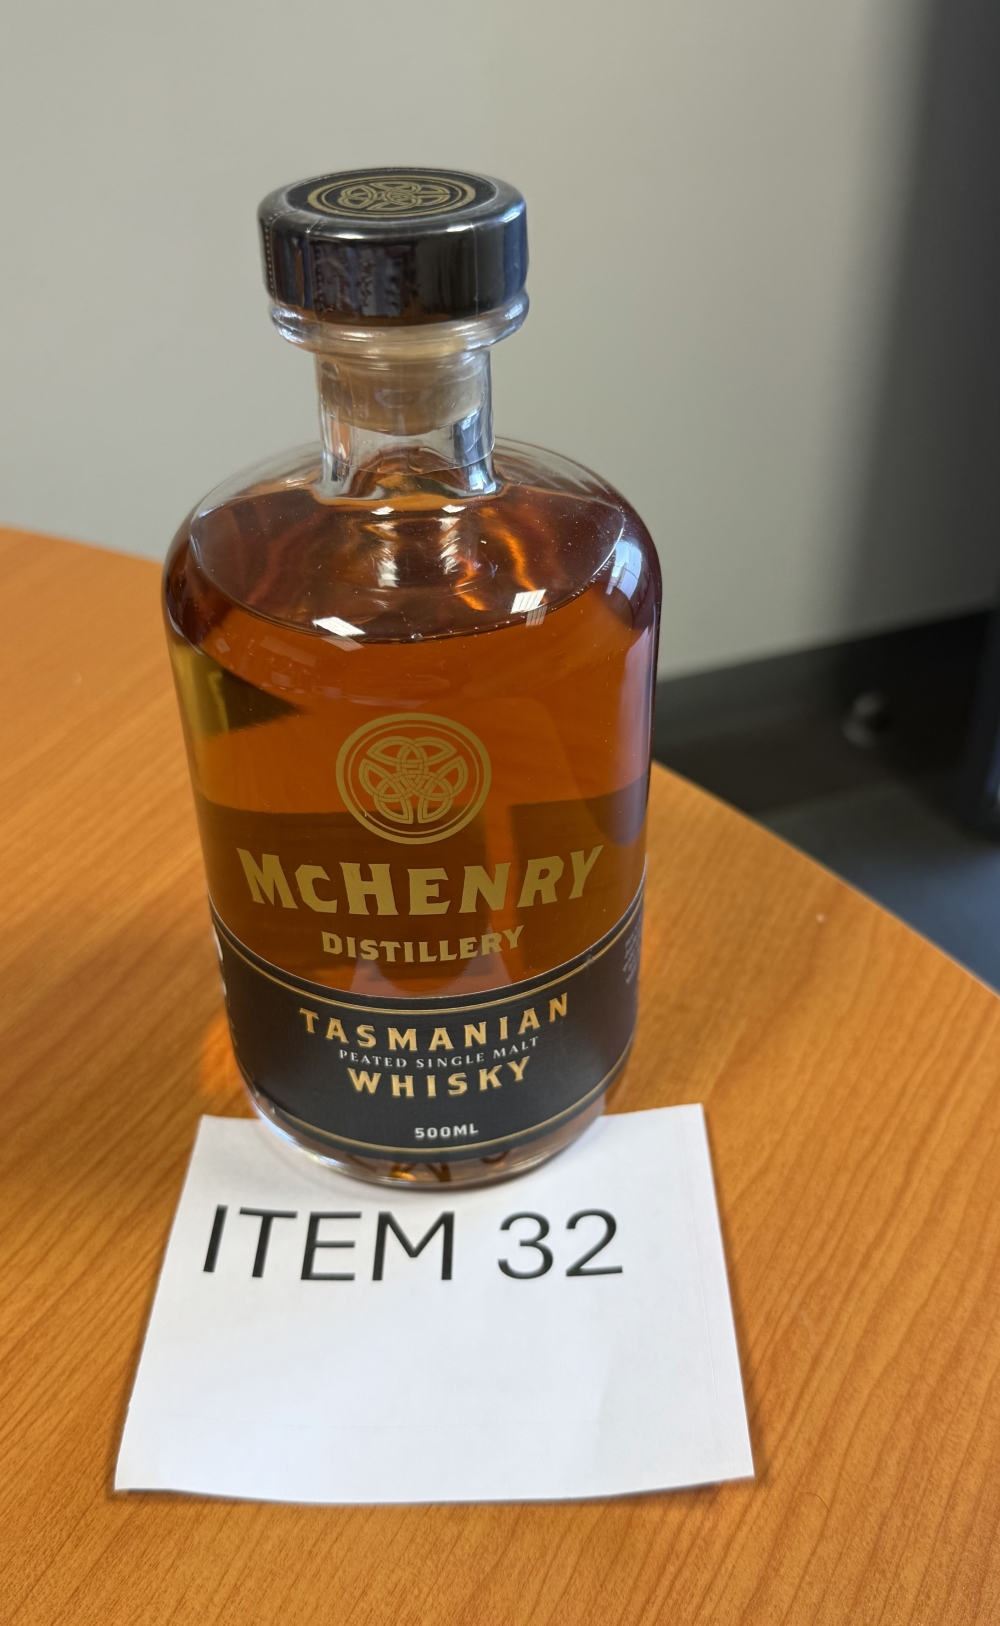 McHENRY
DISTILLERY
TASMANIAN
PEATED SINGLE MALT
WHISKY
500ML
ITEM 32